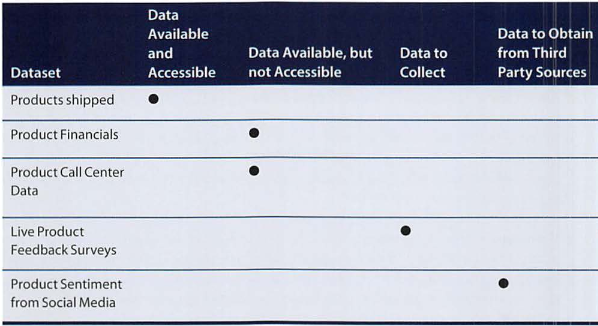 Dataset
Data
Available
and
Accessible
Data Available, but
not Accessible
Data to
Collect
Data to Obtain
from Third
Party Sources
Products shipped ●
Product Financials ●
Product Call Center ●
Data
Live Product ●
Feedback Surveys
Product Sentiment ●
from Social Media